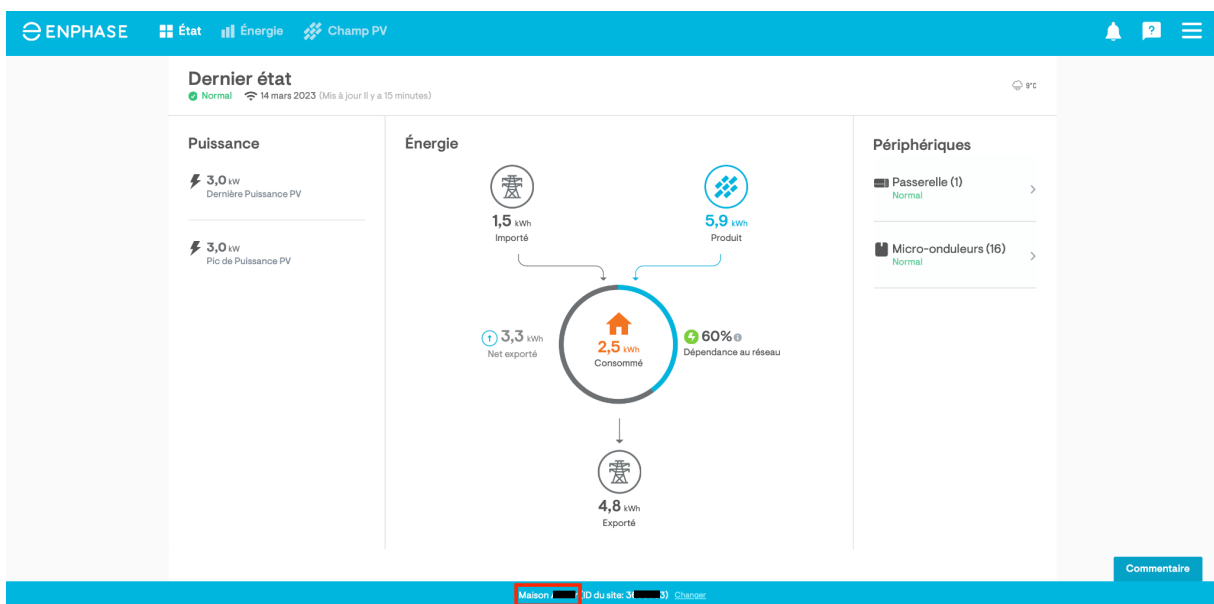 ENPHASE
État
Énergie
Champ PV
?
Dernier état
Normal 14 mars 2023 (Mis à jour Il y a 15 minutes)
9°C
Puissance
3,0 kW
Dernière Puissance PV
3,0 kW
Pic de Puissance PV
Énergie
1,5 kWh
Importé
5,9 kWh
Produit
3,3 kWh
Net exporté
2,5 kWh
Consommé
60%
Dépendance au réseau
4,8 kWh
Exporté
Périphériques
Passerelle (1)
Normal
Micro-onduleurs (16)
Normal
Commentaire
Maison (ID du site: 3 3) Changer